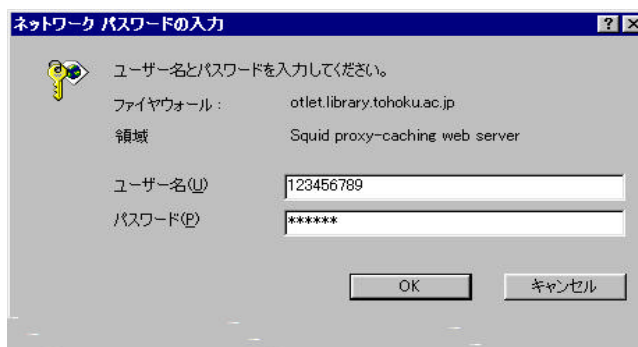 ネットワーク パスワードの入力
ユーザー名とパスワードを入力してください。
ファイヤウォール : otlet.library.tohoku.ac.jp
領域 Squid proxy-caching web server
ユーザー名(U) 123456789
パスワード(P) ******
OK キャンセル